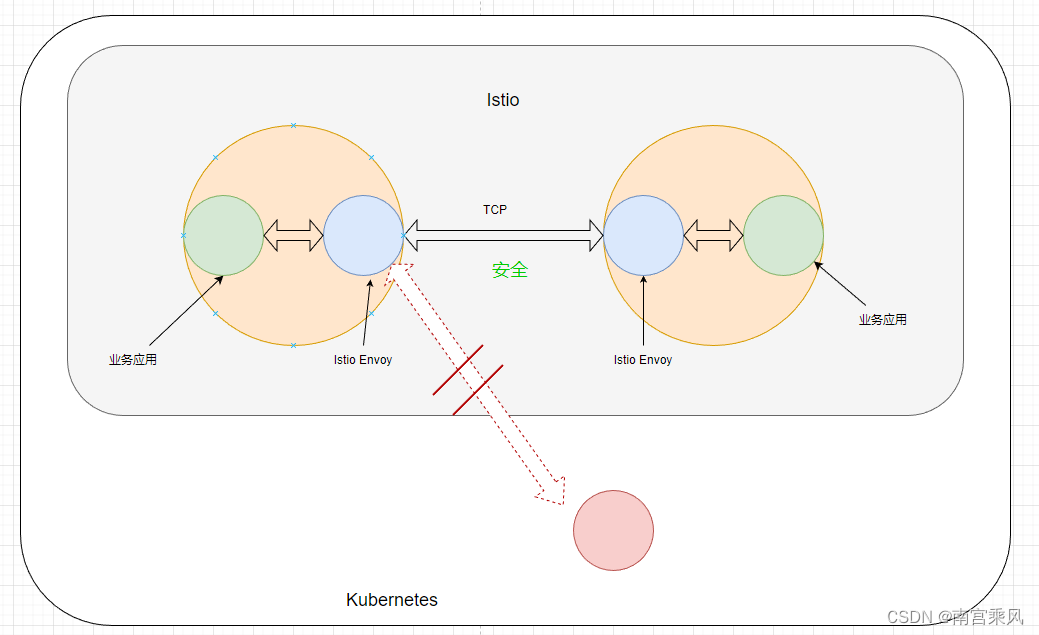 Istio
TCP
安全
业务应用
业务应用
Istio Envoy
Istio Envoy
Kubernetes
CSDN @南宫乘风